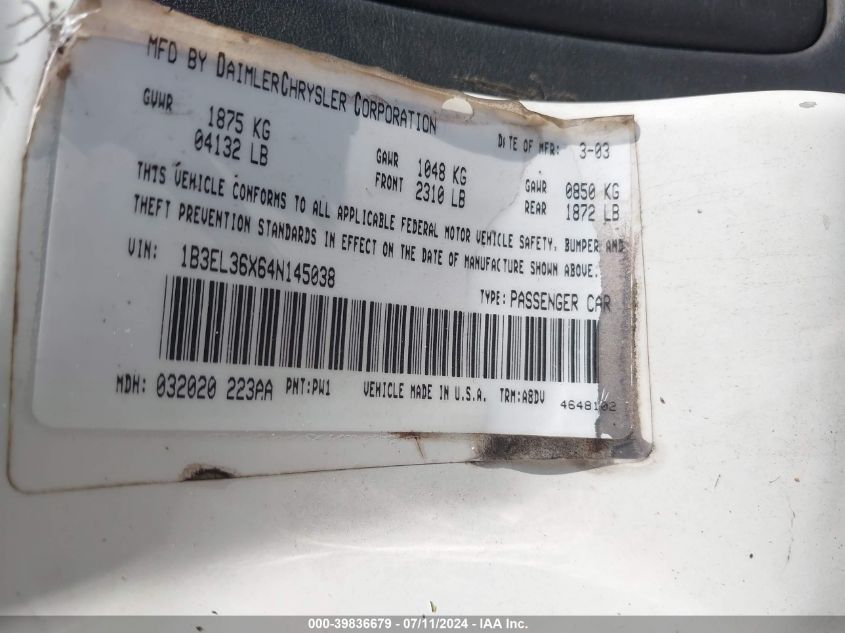 MFD BY DAIMLERCHRYSLER CORPORATION
DATE OF MFR: 3-03
GVWR 1875 KG
04132 LB
GAWR FRONT 1048 KG
2310 LB
GAWR REAR 0850 KG
1872 LB
THIS VEHICLE CONFORMS TO ALL APPLICABLE FEDERAL MOTOR VEHICLE SAFETY, BUMPER AND
THEFT PREVENTION STANDARDS IN EFFECT ON THE DATE OF MANUFACTURE SHOWN ABOVE.
VIN: 1B3EL36X64N145038
TYPE: PASSENGER CAR
MDH: 032020 223AA PNT:PW1 VEHICLE MADE IN U.S.A. TRM:A8DV 4648102
000-39836679 / 07/11/2024 - IAA Inc.